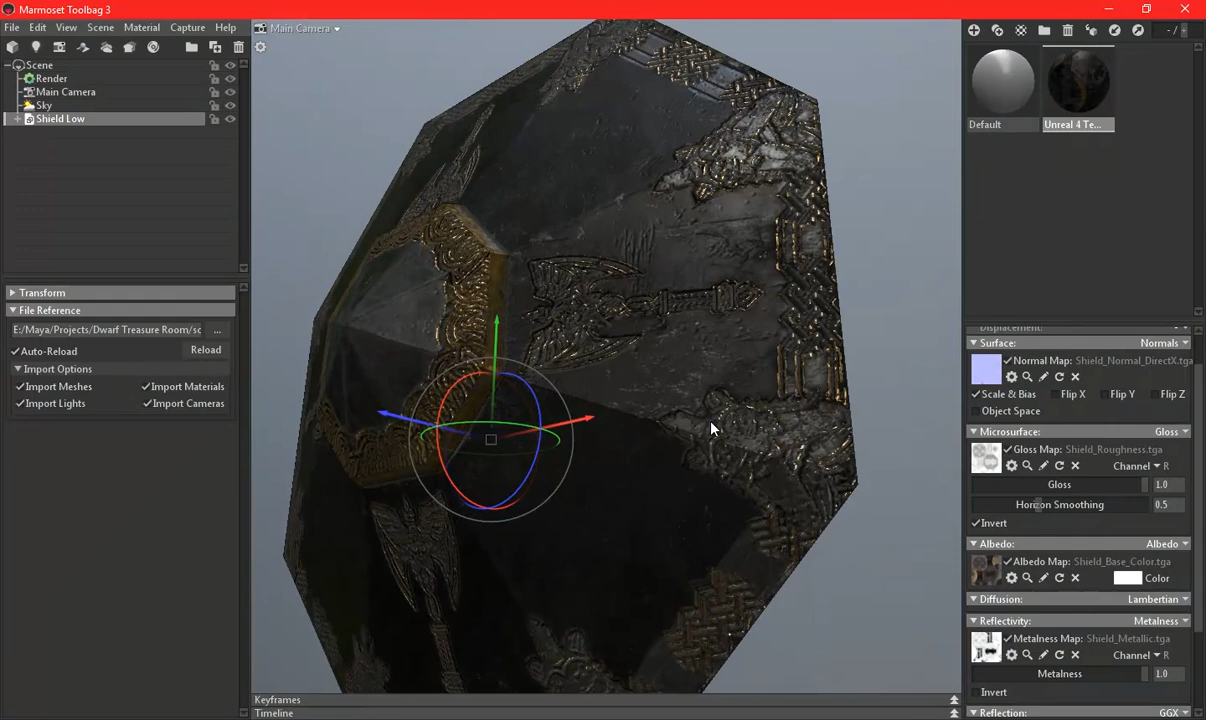 Marmoset Toolbag 3
File Edit View Scene Material Capture Help
Main Camera
- /
Scene
Render
Main Camera
Sky
Shield Low
Default
Unreal 4 Te...
Transform
File Reference
E:/Maya/Projects/Dwarf Treasure Room/sc ...
Auto-Reload Reload
Import Options
Import Meshes Import Materials
Import Lights Import Cameras
Displacement:
Surface: Normals
Normal Map: Shield_Normal_DirectX.tga
Scale & Bias Flip X Flip Y Flip Z
Object Space
Microsurface: Gloss
Gloss Map: Shield_Roughness.tga
Channel R
Gloss 1.0
Horizon Smoothing 0.5
Invert
Albedo: Albedo
Albedo Map: Shield_Base_Color.tga
Color
Diffusion: Lambertian
Reflectivity: Metalness
Metalness Map: Shield_Metallic.tga
Channel R
Metalness 1.0
Invert
Reflection: GGX
Keyframes
Timeline